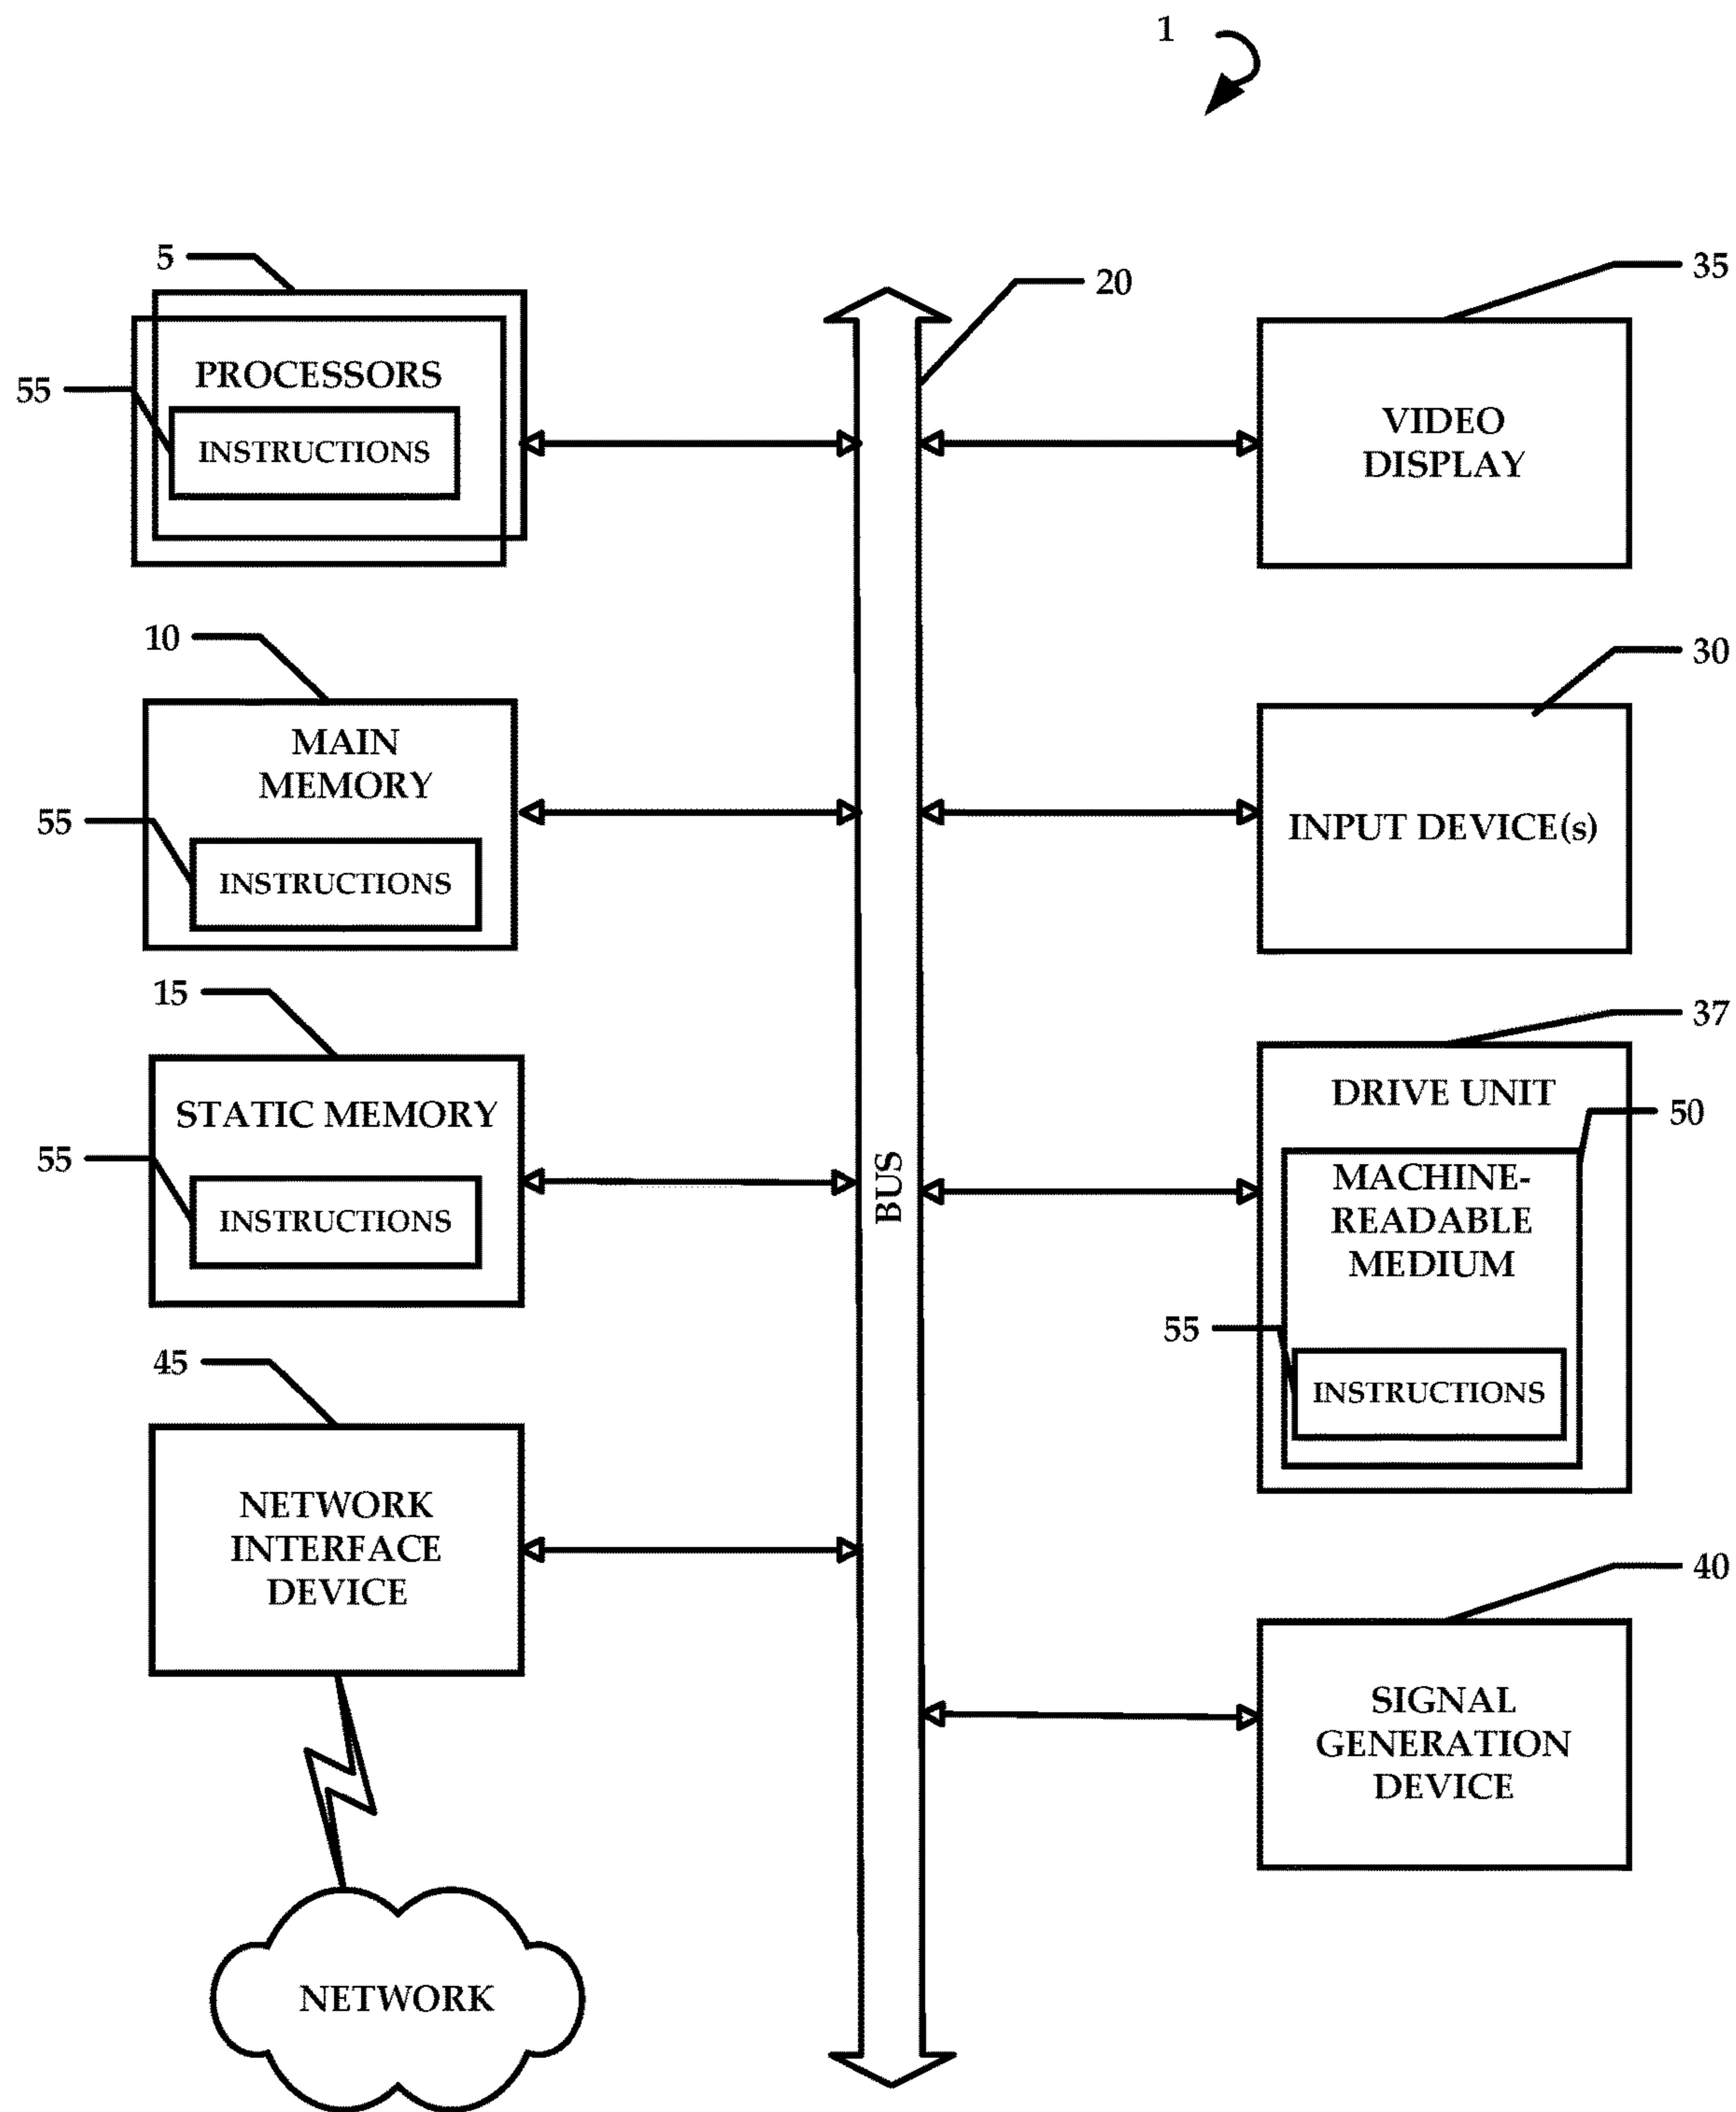 1
5
PROCESSORS
55
INSTRUCTIONS
10
MAIN
MEMORY
55
INSTRUCTIONS
15
STATIC MEMORY
55
INSTRUCTIONS
45
NETWORK
INTERFACE
DEVICE
NETWORK
20
BUS
35
VIDEO
DISPLAY
30
INPUT DEVICE(s)
37
DRIVE UNIT
50
MACHINE-
READABLE
MEDIUM
55
INSTRUCTIONS
40
SIGNAL
GENERATION
DEVICE